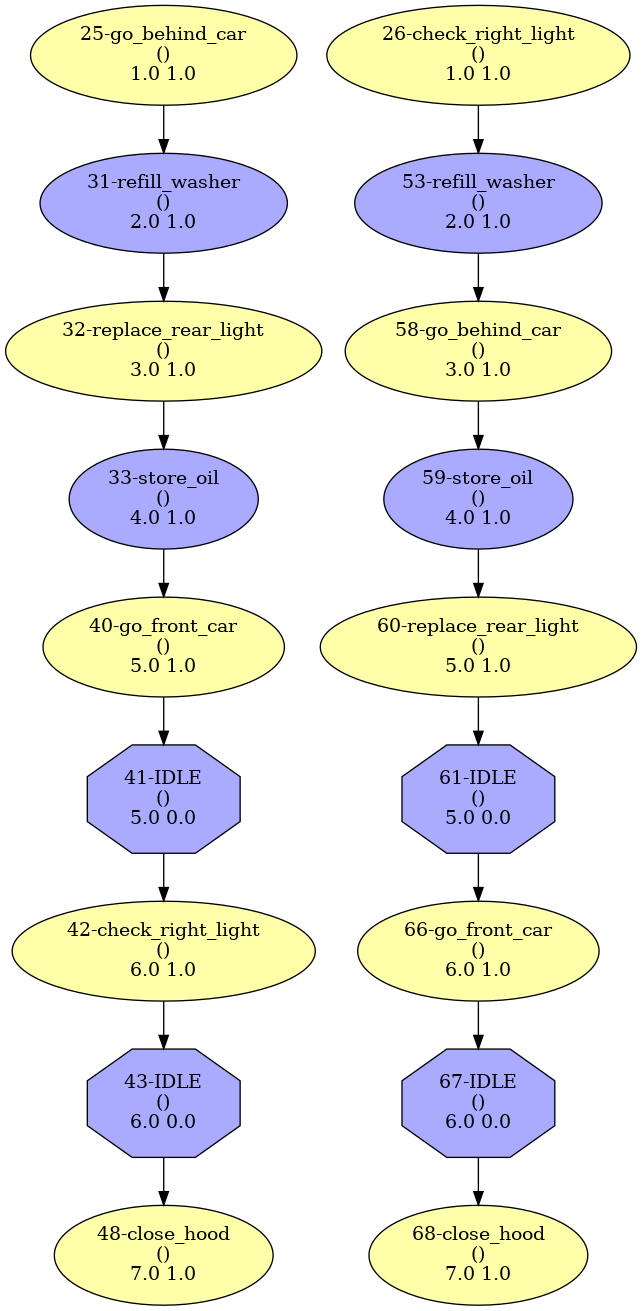 25-go_behind_car
()
1.0 1.0
26-check_right_light
()
1.0 1.0
31-refill_washer
()
2.0 1.0
53-refill_washer
()
2.0 1.0
32-replace_rear_light
()
3.0 1.0
58-go_behind_car
()
3.0 1.0
33-store_oil
()
4.0 1.0
59-store_oil
()
4.0 1.0
40-go_front_car
()
5.0 1.0
60-replace_rear_light
()
5.0 1.0
41-IDLE
()
5.0 0.0
61-IDLE
()
5.0 0.0
42-check_right_light
()
6.0 1.0
66-go_front_car
()
6.0 1.0
43-IDLE
()
6.0 0.0
67-IDLE
()
6.0 0.0
48-close_hood
()
7.0 1.0
68-close_hood
()
7.0 1.0